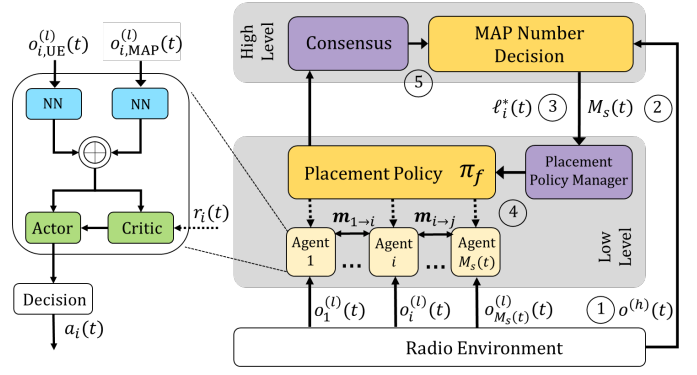 o_{i,UE}^{(l)}(t)
o_{i,MAP}^{(l)}(t)
NN
NN
Actor
Critic
r_i(t)
Decision
a_i(t)
High
Level
Consensus
MAP Number
Decision
5
ℓ_i^*(t)
3
M_s(t)
2
Placement Policy π_f
Placement
Policy Manager
4
m_{1→i}
m_{i→j}
Agent
1
...
Agent
i
...
Agent
M_s(t)
Low
Level
o_1^{(l)}(t)
o_i^{(l)}(t)
o_{M_s(t)}^{(l)}(t)
1 o^{(h)}(t)
Radio Environment